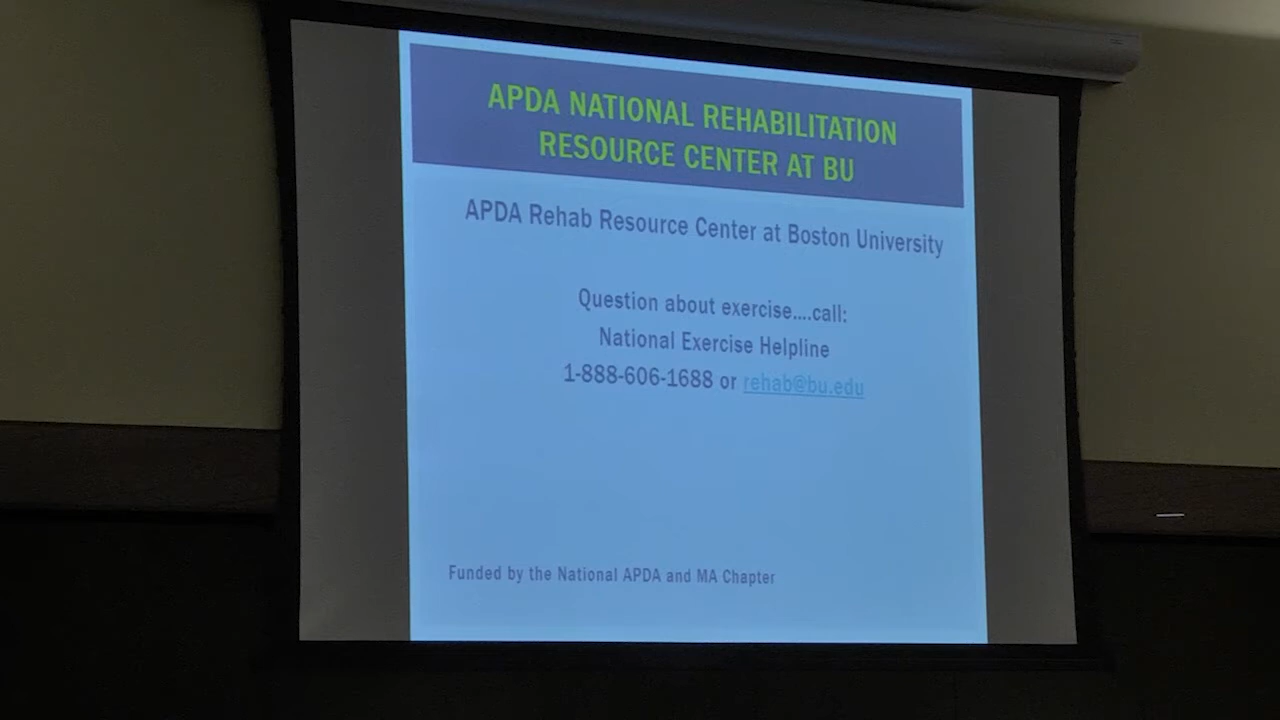 APDA NATIONAL REHABILITATION
RESOURCE CENTER AT BU
APDA Rehab Resource Center at Boston University
Question about exercise....call:
National Exercise Helpline
1-888-606-1688 or rehab@bu.edu
Funded by the National APDA and MA Chapter